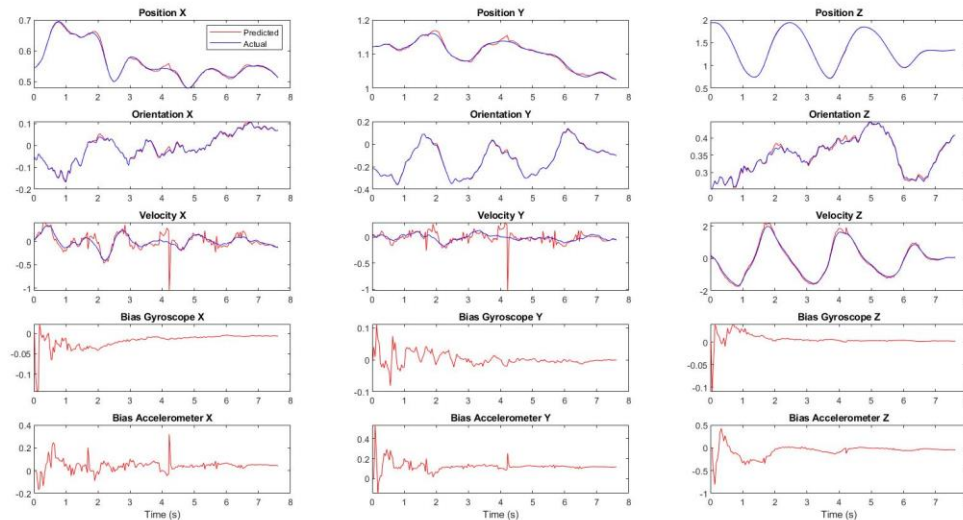 Position X
0.7
0.6
0.5
Predicted
Actual
0 1 2 3 4 5 6 7 8
Position Y
1.2
1.1
1
0 1 2 3 4 5 6 7 8
Position Z
2
1.5
1
0.5
0 1 2 3 4 5 6 7 8
Orientation X
0.1
0
-0.1
-0.2
0 1 2 3 4 5 6 7 8
Orientation Y
0.2
0
-0.2
-0.4
0 1 2 3 4 5 6 7 8
Orientation Z
0.4
0.35
0.3
0 1 2 3 4 5 6 7 8
Velocity X
0
-0.5
-1
0 1 2 3 4 5 6 7 8
Velocity Y
0
-0.5
-1
0 1 2 3 4 5 6 7 8
Velocity Z
2
0
-2
0 1 2 3 4 5 6 7 8
Bias Gyroscope X
0
-0.05
-0.1
0 1 2 3 4 5 6 7 8
Bias Gyroscope Y
0.1
0
-0.1
0 1 2 3 4 5 6 7 8
Bias Gyroscope Z
0
-0.05
-0.1
0 1 2 3 4 5 6 7 8
Bias Accelerometer X
0.4
0.2
0
-0.2
0 1 2 3 4 5 6 7 8
Time (s)
Bias Accelerometer Y
0.4
0.2
0
0 1 2 3 4 5 6 7 8
Time (s)
Bias Accelerometer Z
0.5
0
-0.5
-1
0 1 2 3 4 5 6 7 8
Time (s)